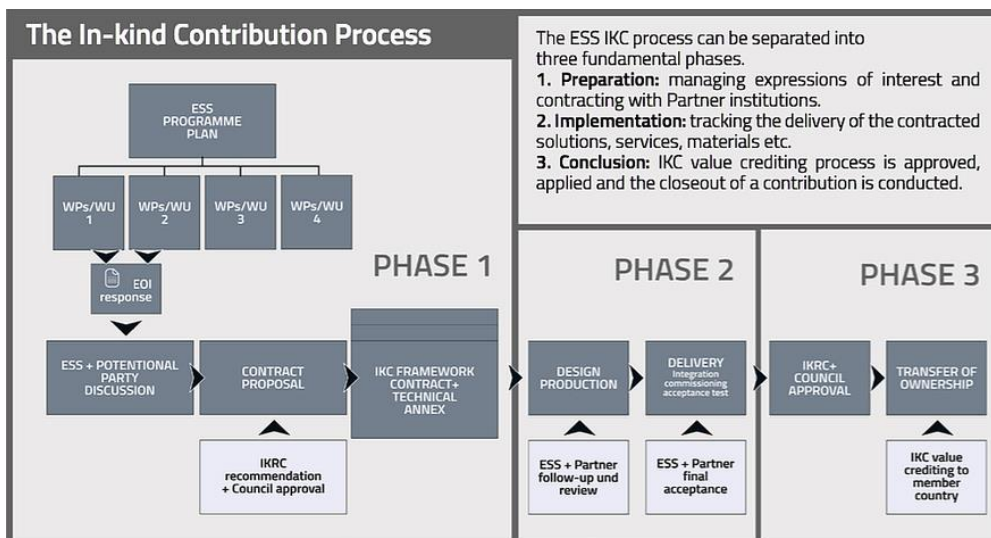 The In-kind Contribution Process
The ESS IKC process can be separated into
three fundamental phases.
1. Preparation: managing expressions of interest and
contracting with Partner institutions.
2. Implementation: tracking the delivery of the contracted
solutions, services, materials etc.
3. Conclusion: IKC value crediting process is approved,
applied and the closeout of a contribution is conducted.
ESS
PROGRAMME
PLAN
WPs/WU
1
WPs/WU
2
WPs/WU
3
WPs/WU
4
EOI
response
PHASE 1
ESS + POTENTIONAL
PARTY
DISCUSSION
CONTRACT
PROPOSAL
IKC FRAMEWORK
CONTRACT+
TECHNICAL
ANNEX
IKRC
recommendation
+ Council approval
PHASE 2
DESIGN
PRODUCTION
DELIVERY
Integration
commissioning
acceptance test
ESS + Partner
follow-up und
review
ESS + Partner
final
acceptance
PHASE 3
IKRC+
COUNCIL
APPROVAL
TRANSFER OF
OWNERSHIP
IKC value
crediting to
member
country